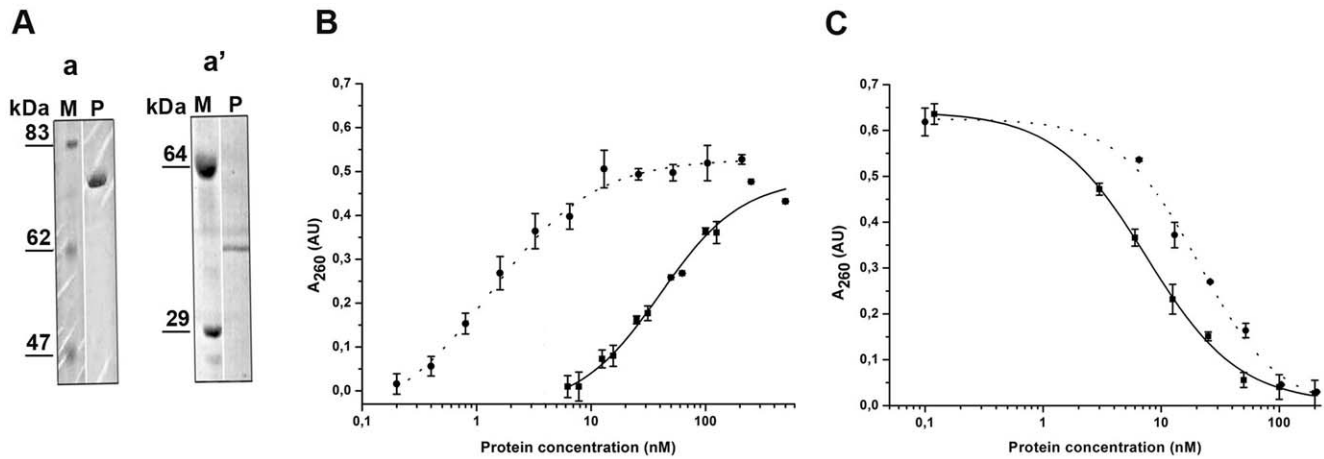 A
B
C
a
a’
kDa M P
kDa M P
83
62
47
64
29
0,7
0,6
0,5
0,4
0,3
0,2
0,1
0,0
A260 (AU)
0,1 1 10 100
Protein concentration (nM)
0,7
0,6
0,5
0,4
0,3
0,2
0,1
0,0
A260 (AU)
0,1 1 10 100
Protein concentration (nM)